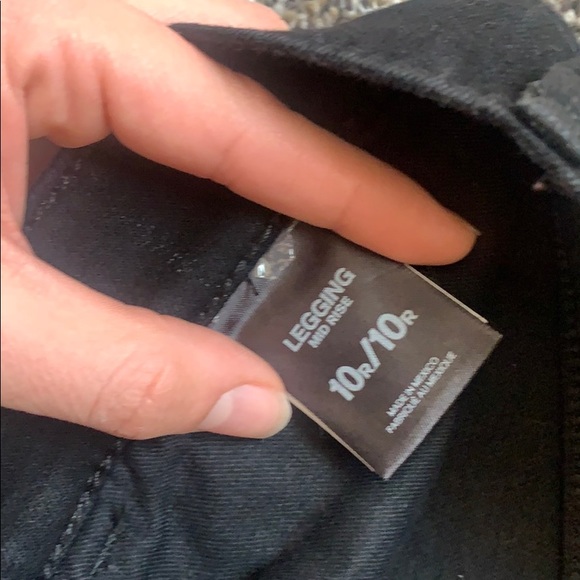 LEGGING
MID RISE
10R/10R
MADE IN MEXICO
FABRIQUÉ AU MEXIQUE